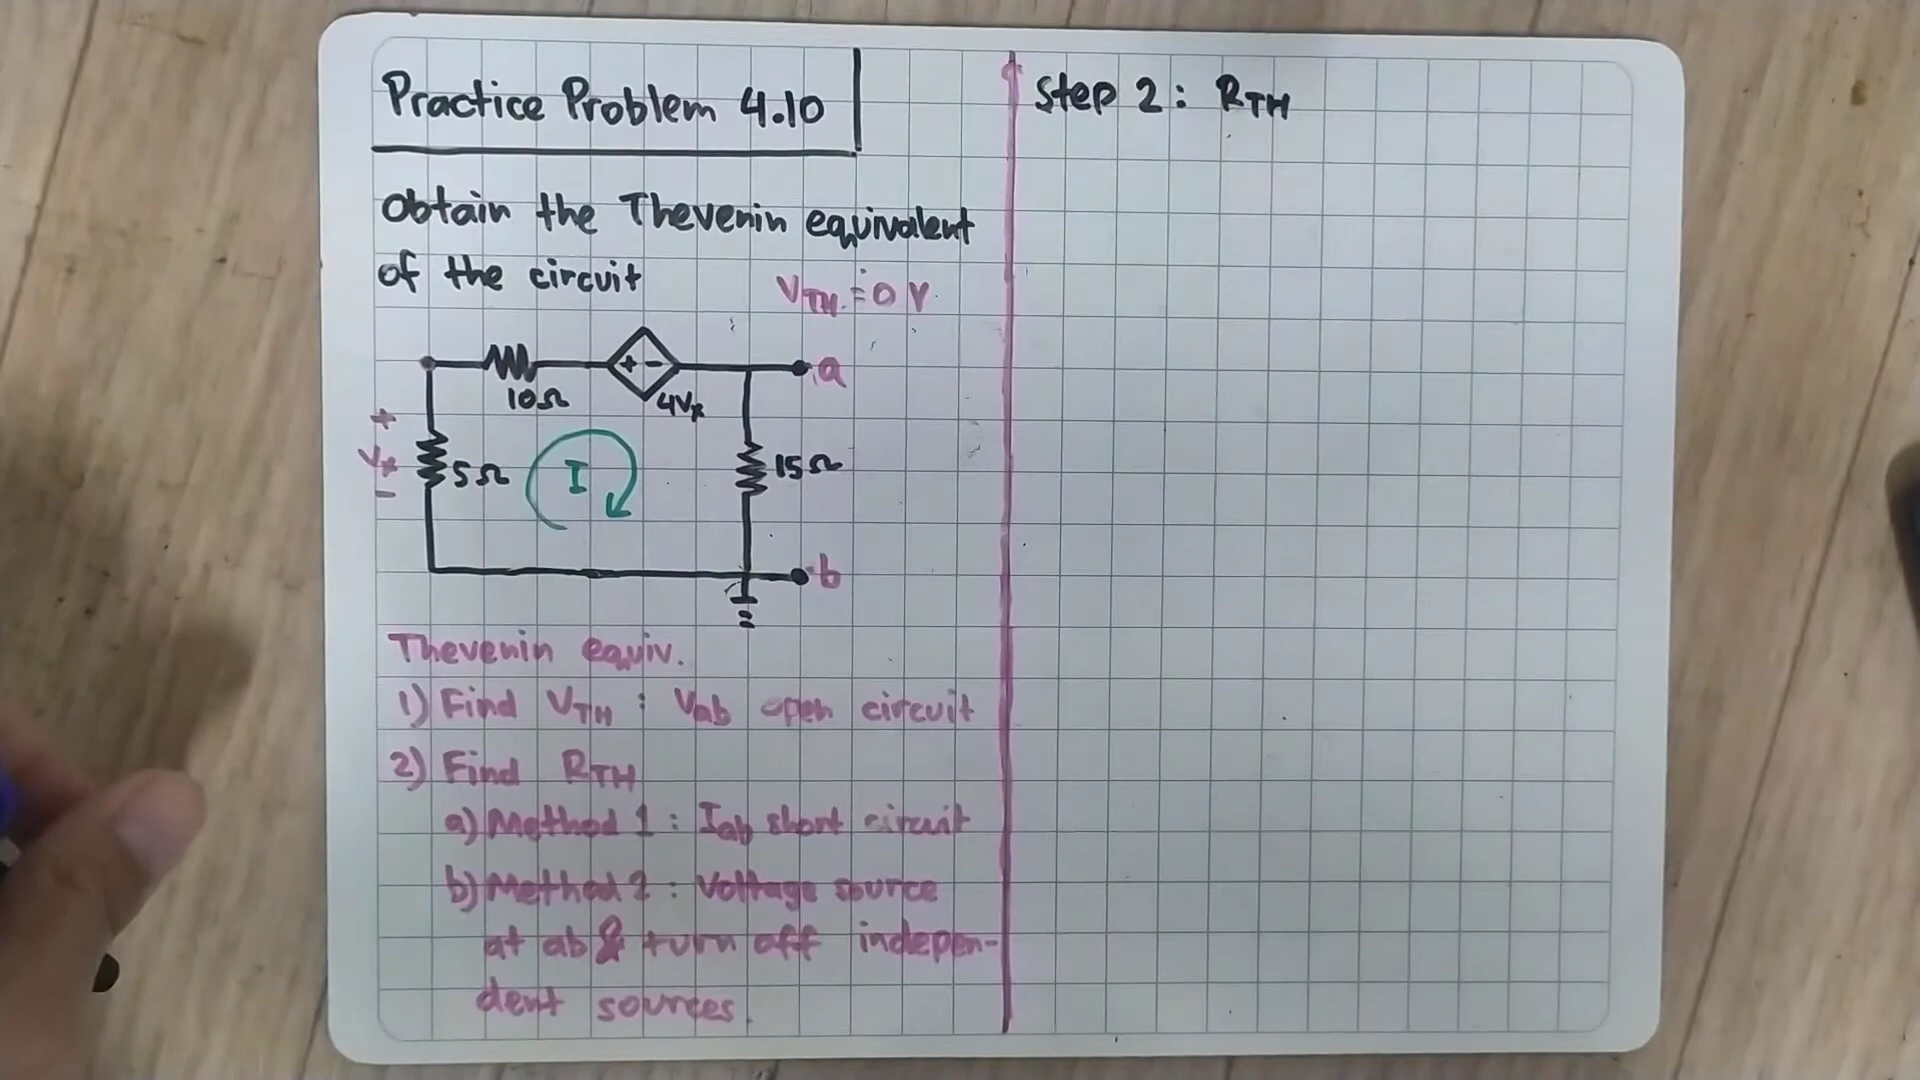 Practice Problem 4.10
Obtain the Thevenin equivalent
of the circuit
VTH = 0 V
10Ω
+ -
4Vx
a
+
Vx
-
5Ω
I
15Ω
b
Thevenin equiv.
1) Find VTH : Vab open circuit
2) Find RTH
a) Method 1 : Iab short circuit
b) Method 2 : Voltage source
at ab & turn off indepen-
dent sources.
Step 2 : RTH